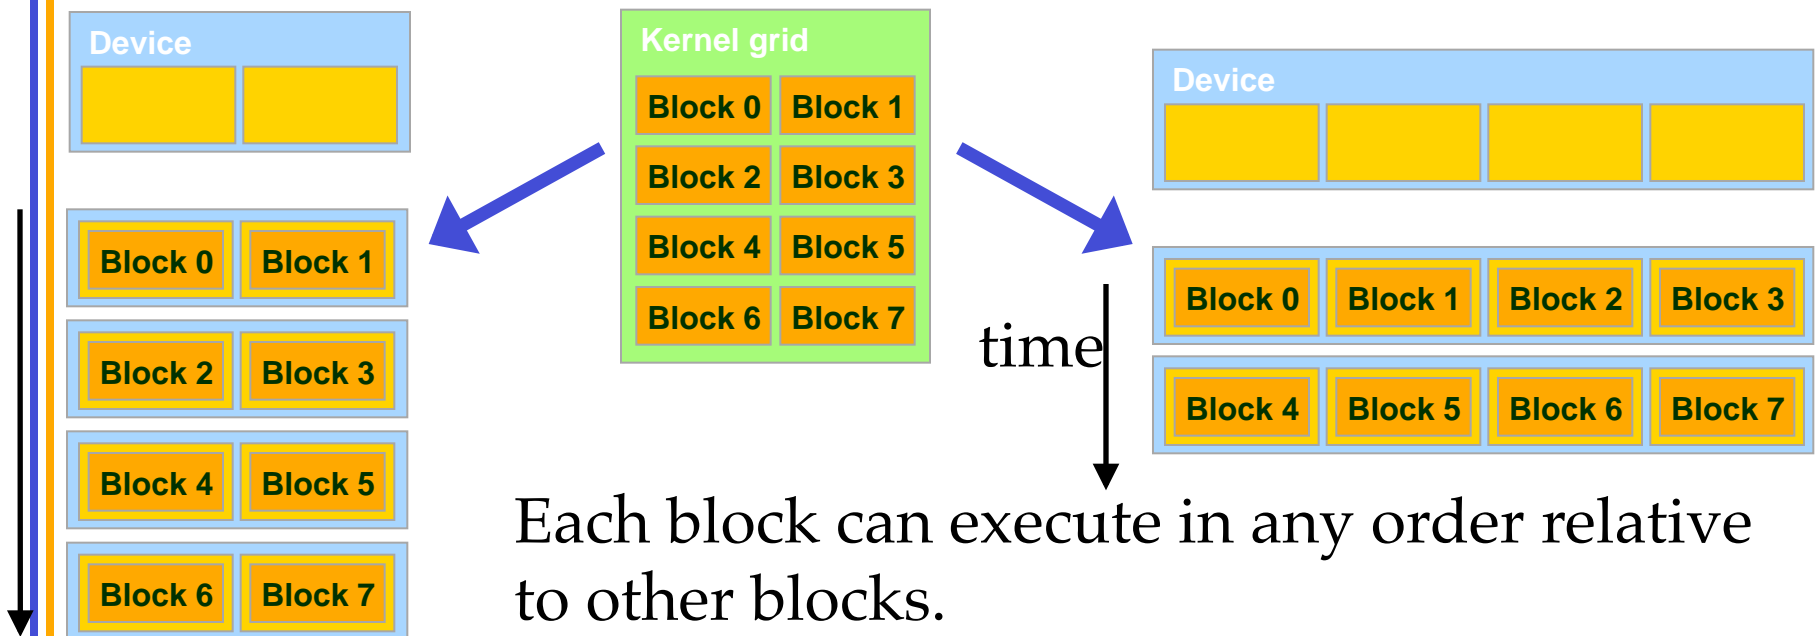 Device
Block 0 Block 1
Block 2 Block 3
Block 4 Block 5
Block 6 Block 7
Kernel grid
Block 0 Block 1
Block 2 Block 3
Block 4 Block 5
Block 6 Block 7
Device
time
Block 0 Block 1 Block 2 Block 3
Block 4 Block 5 Block 6 Block 7
Each block can execute in any order relative
to other blocks.